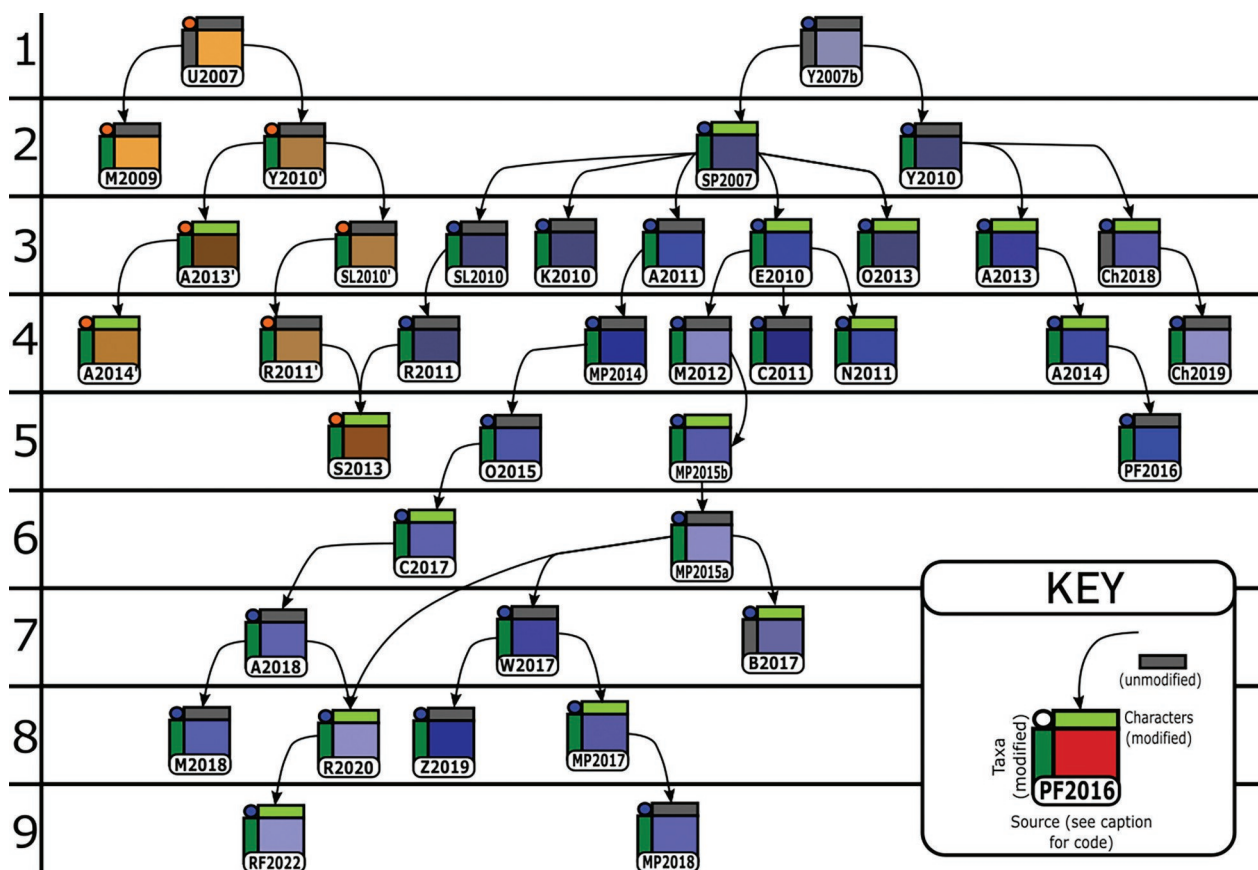 1
U2007
Y2007b
2
M2009
Y2010'
SP2007
Y2010
3
A2013'
SL2010'
SL2010
K2010
A2011
E2010
O2013
A2013
Ch2018
4
A2014'
R2011'
R2011
MP2014
M2012
C2011
N2011
A2014
Ch2019
5
S2013
O2015
MP2015b
PF2016
6
C2017
MP2015a
7
A2018
W2017
B2017
8
M2018
R2020
Z2019
MP2017
9
RF2022
MP2018
KEY
(unmodified)
Taxa
(modified)
Characters
(modified)
PF2016
Source (see caption
for code)